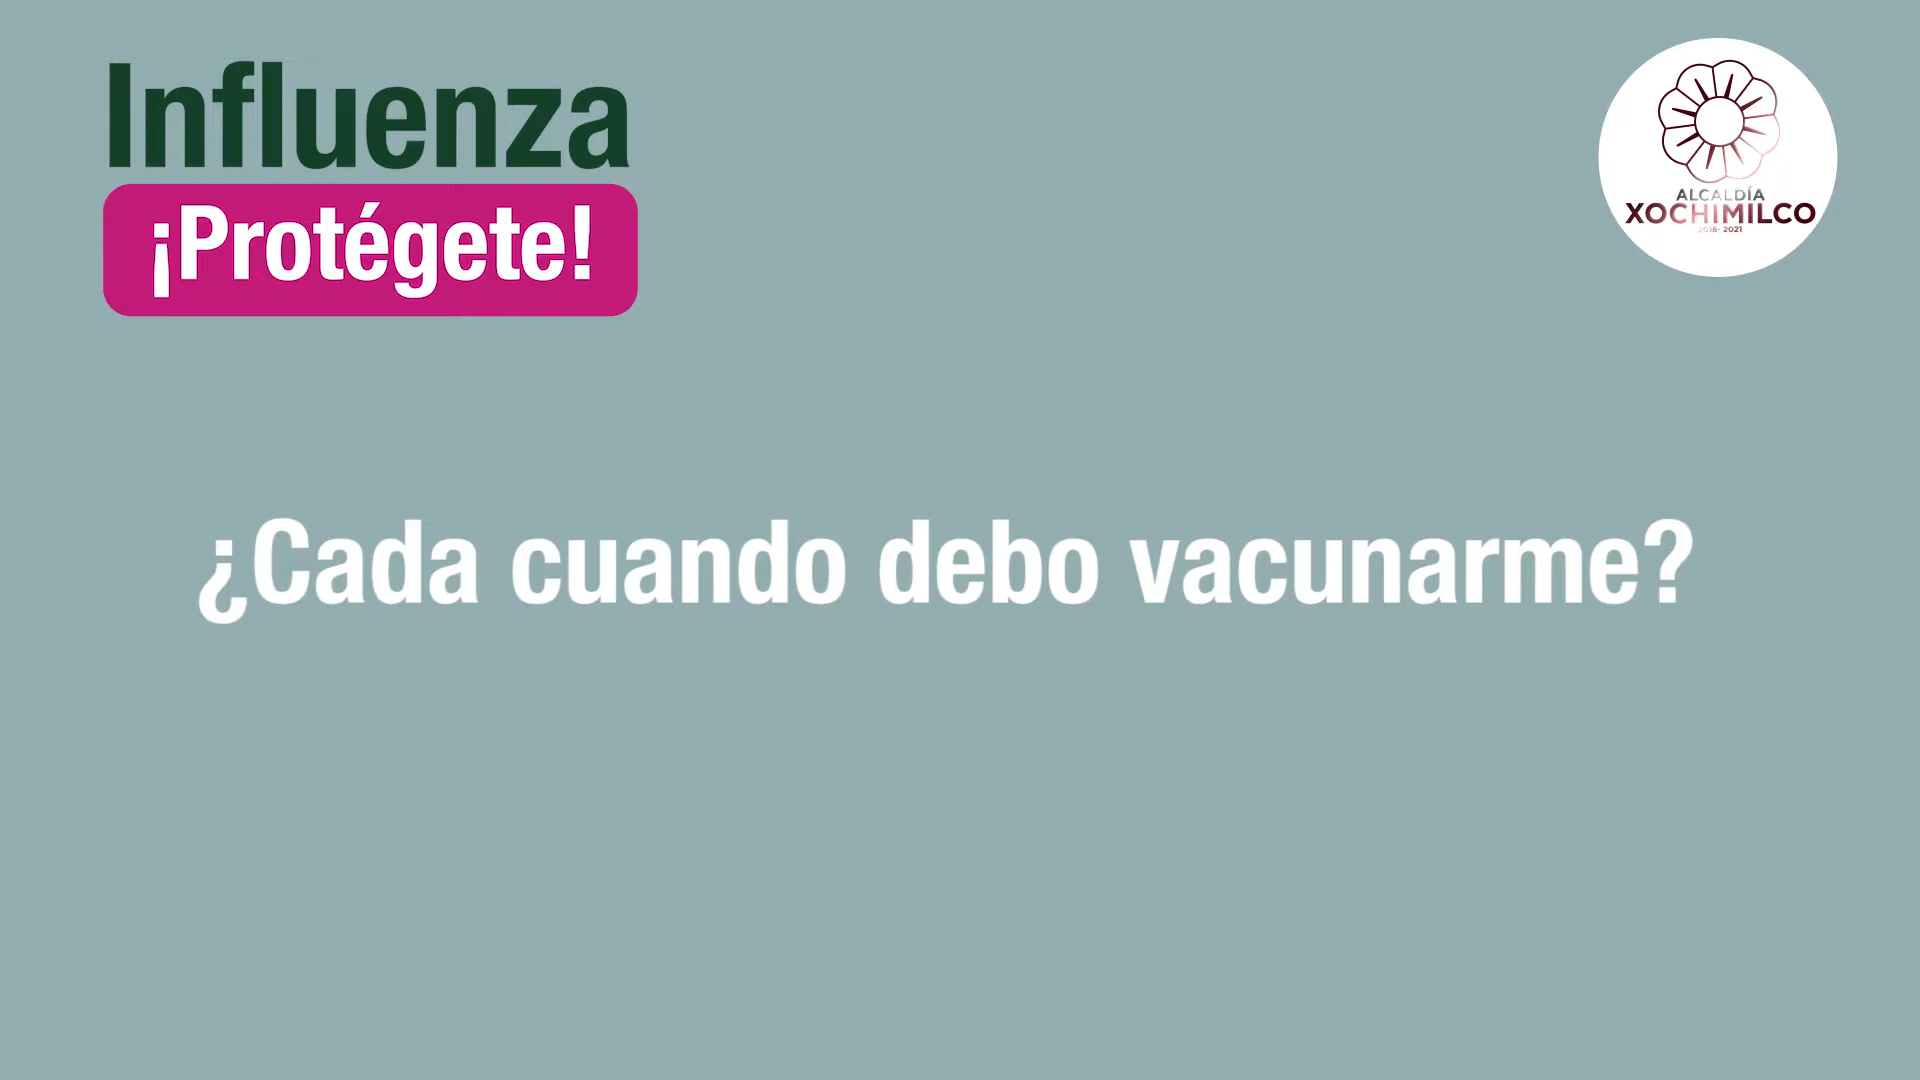 Influenza
¡Protégete!
ALCALDÍA
XOCHIMILCO
2018- 2021
¿Cada cuando debo vacunarme?